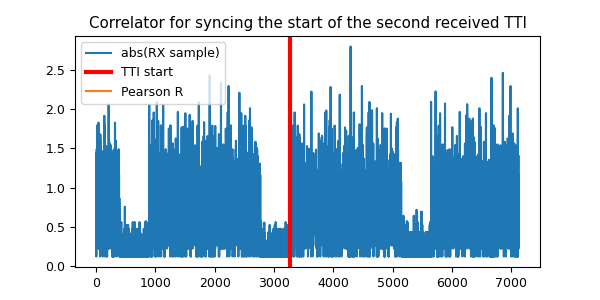 Correlator for syncing the start of the second received TTI
abs(RX sample)
TTI start
Pearson R
2.5
2.0
1.5
1.0
0.5
0.0
0 1000 2000 3000 4000 5000 6000 7000